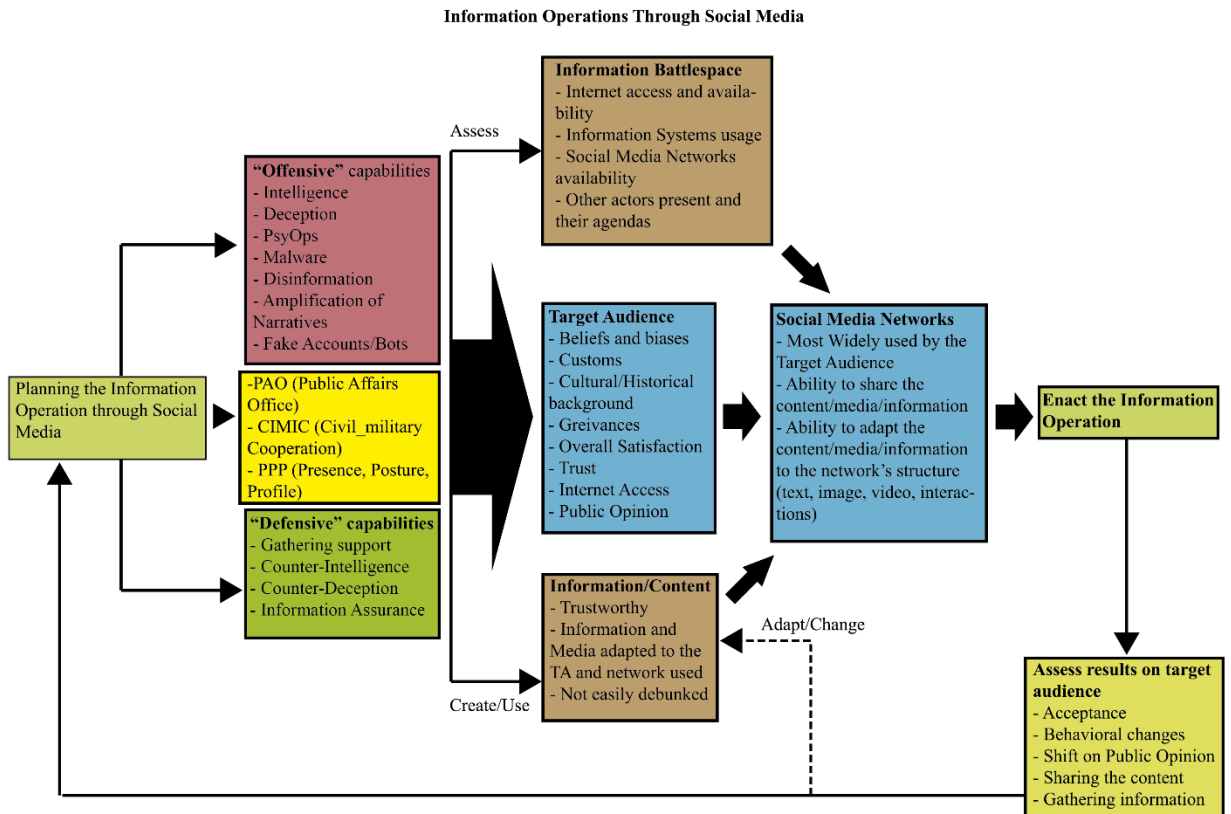 Information Operations Through Social Media
Information Battlespace
- Internet access and availa-
bility
- Information Systems usage
- Social Media Networks
availability
- Other actors present and
their agendas
Assess
“Offensive” capabilities
- Intelligence
- Deception
- PsyOps
- Malware
- Disinformation
- Amplification of
Narratives
- Fake Accounts/Bots
Planning the Information
Operation through Social
Media
-PAO (Public Affairs
Office)
- CIMIC (Civil_military
Cooperation)
- PPP (Presence, Posture,
Profile)
“Defensive” capabilities
- Gathering support
- Counter-Intelligence
- Counter-Deception
- Information Assurance
Target Audience
- Beliefs and biases
- Customs
- Cultural/Historical
background
- Greivances
- Overall Satisfaction
- Trust
- Internet Access
- Public Opinion
Social Media Networks
- Most Widely used by the
Target Audience
- Ability to share the
content/media/information
- Ability to adapt the
content/media/information
to the network’s structure
(text, image, video, interac-
tions)
Enact the Information
Operation
Information/Content
- Trustworthy
- Information and
Media adapted to the
TA and network used
- Not easily debunked
Create/Use
Adapt/Change
Assess results on target
audience
- Acceptance
- Behavioral changes
- Shift on Public Opinion
- Sharing the content
- Gathering information